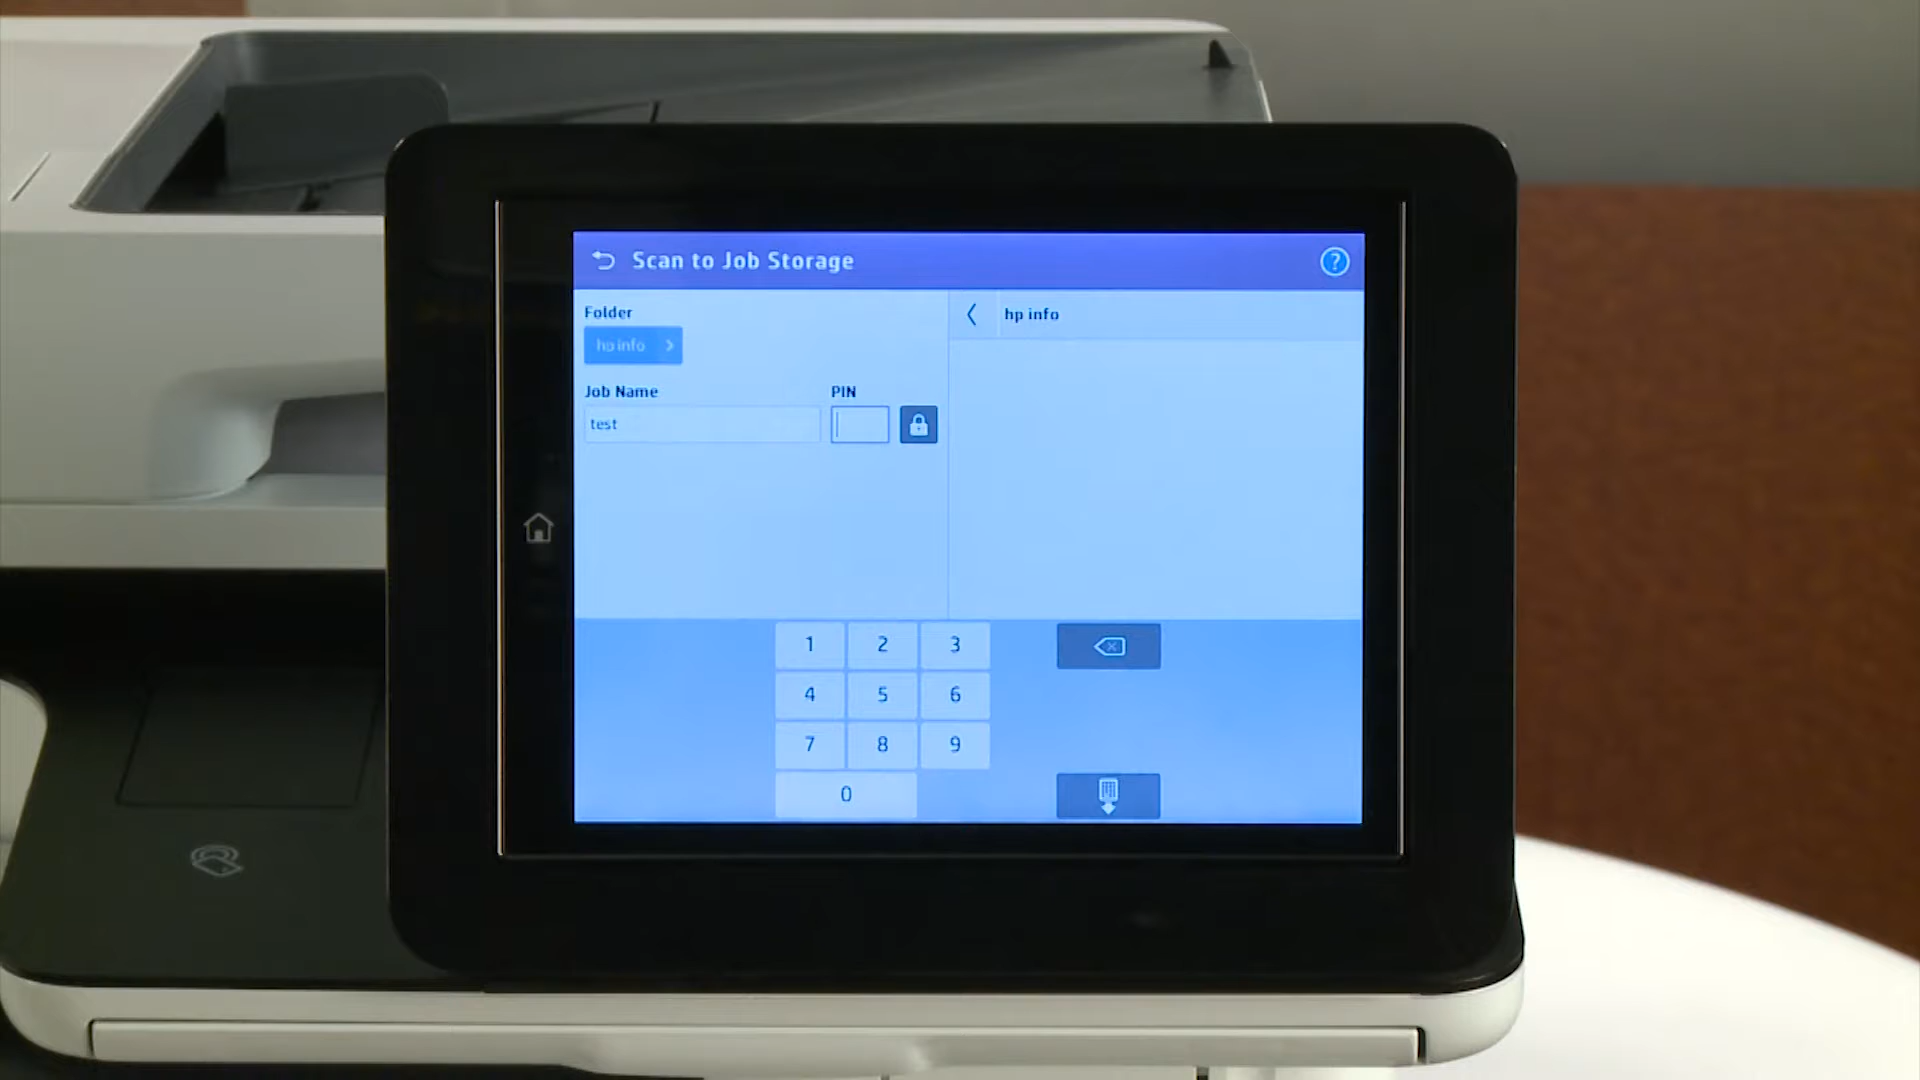 Scan to Job Storage
?
Folder
hp info
hp info
Job Name
PIN
test
1 2 3
4 5 6
7 8 9
0